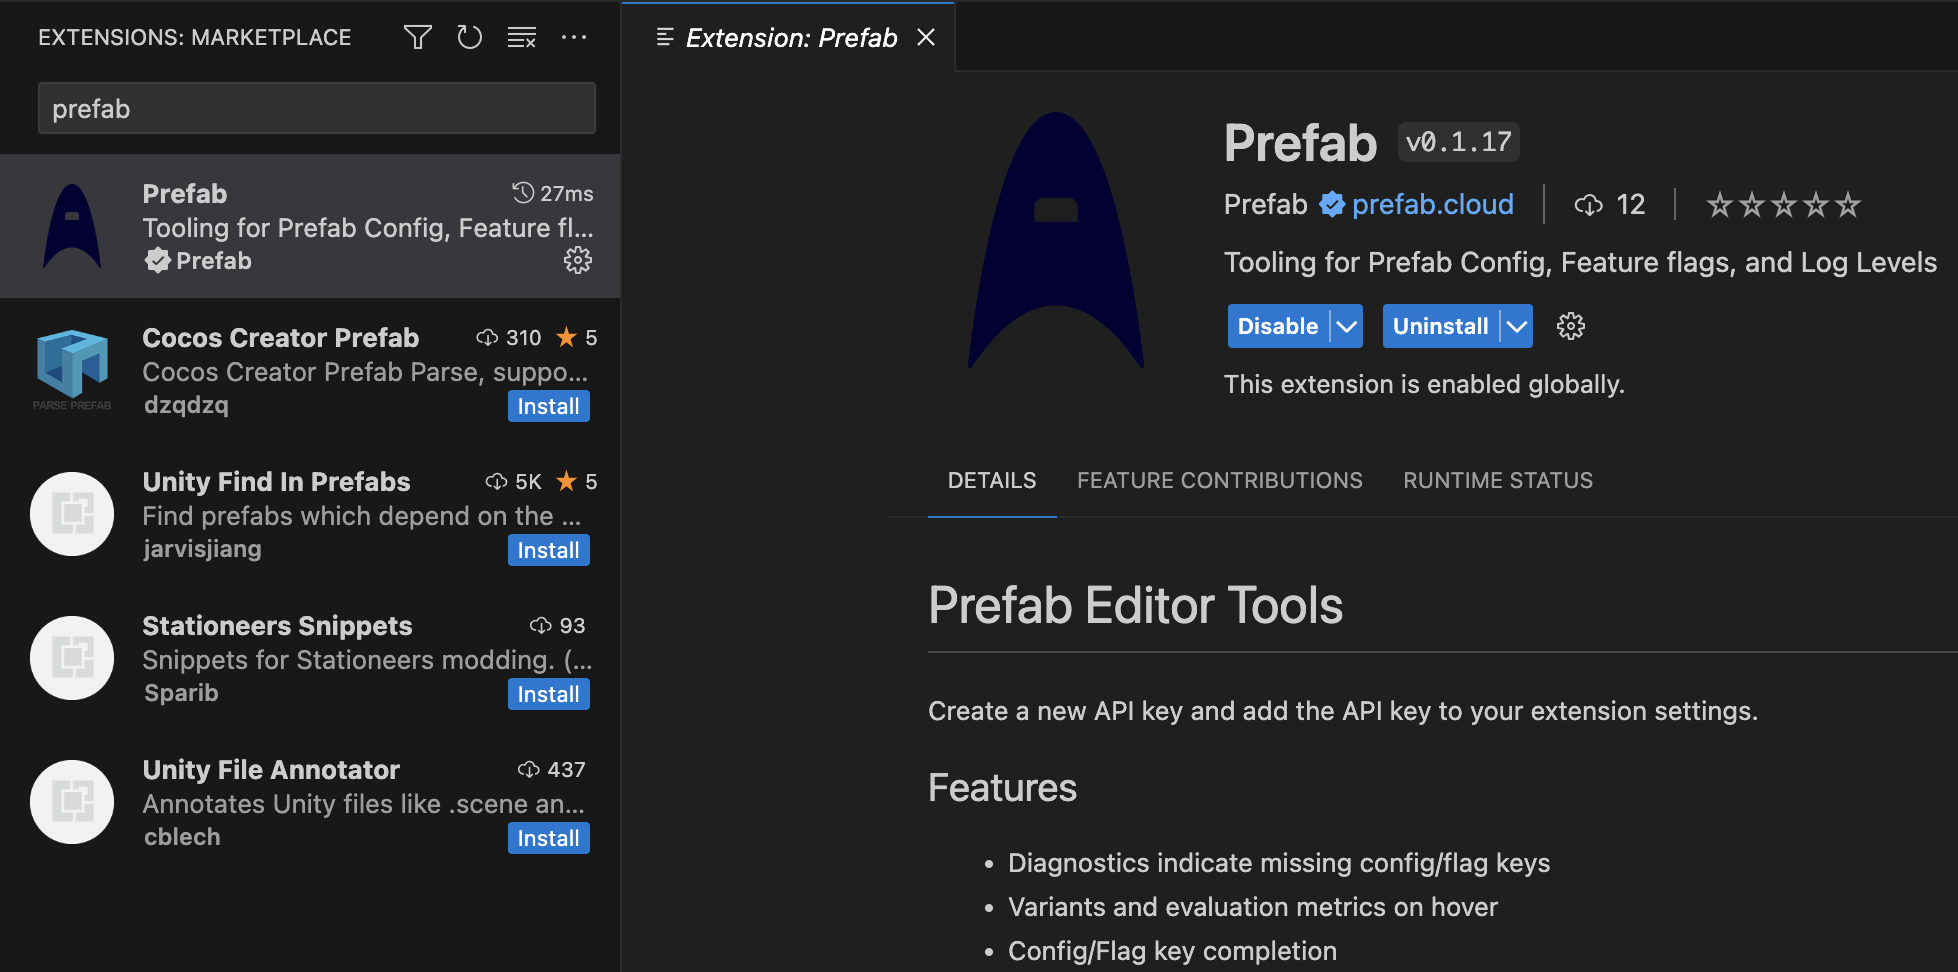 EXTENSIONS: MARKETPLACE
prefab
Prefab 27ms
Tooling for Prefab Config, Feature fl...
Prefab
Cocos Creator Prefab 310 5
Cocos Creator Prefab Parse, suppo...
PARSE PREFAB
dzqdzq Install
Unity Find In Prefabs 5K 5
Find prefabs which depend on the ...
jarvisjiang Install
Stationeers Snippets 93
Snippets for Stationeers modding. (...
Sparib Install
Unity File Annotator 437
Annotates Unity files like .scene an...
cblech Install
Extension: Prefab
Prefab v0.1.17
Prefab prefab.cloud 12
Tooling for Prefab Config, Feature flags, and Log Levels
Disable Uninstall
This extension is enabled globally.
DETAILS FEATURE CONTRIBUTIONS RUNTIME STATUS
Prefab Editor Tools
Create a new API key and add the API key to your extension settings.
Features
• Diagnostics indicate missing config/flag keys
• Variants and evaluation metrics on hover
• Config/Flag key completion